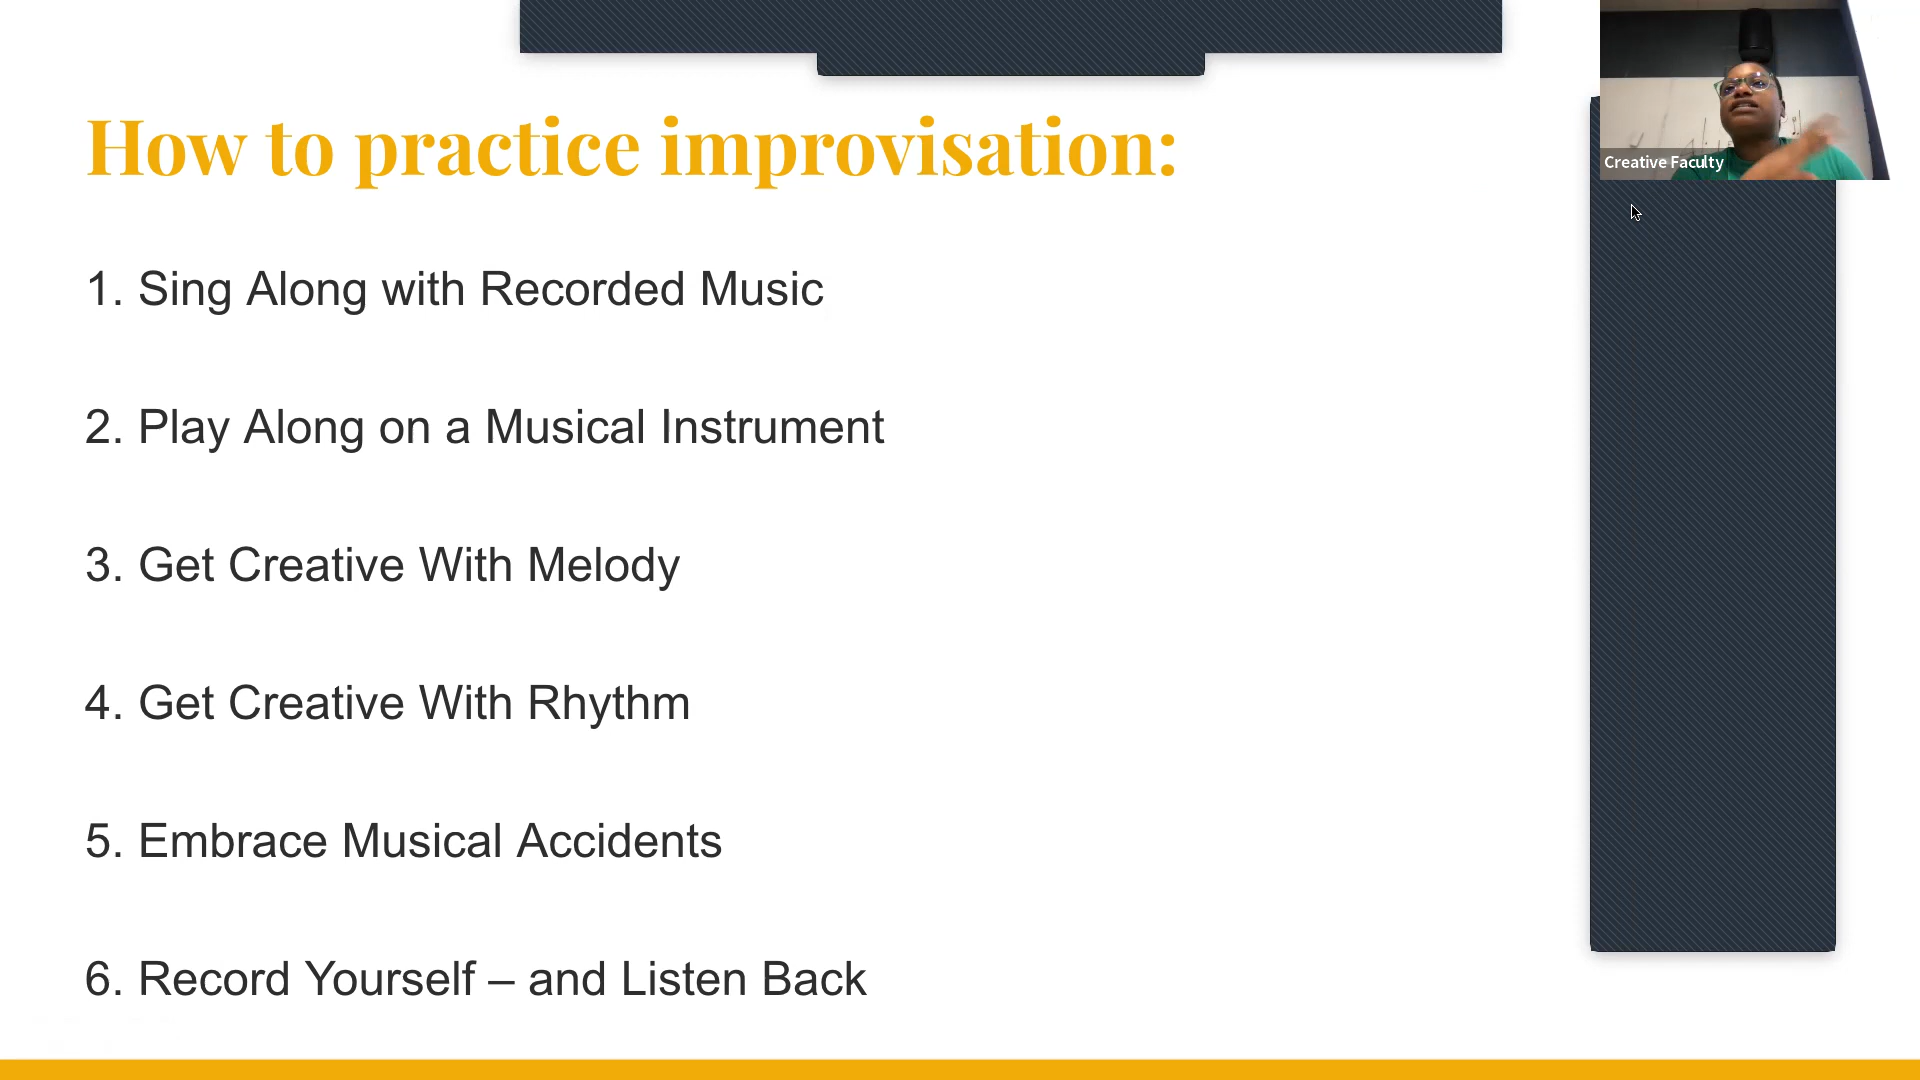 How to practice improvisation:
1. Sing Along with Recorded Music
2. Play Along on a Musical Instrument
3. Get Creative With Melody
4. Get Creative With Rhythm
5. Embrace Musical Accidents
6. Record Yourself – and Listen Back
Creative Faculty